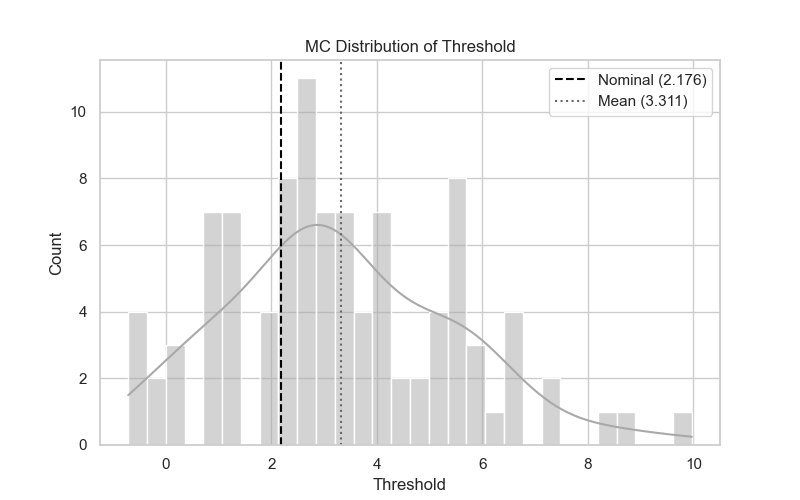 MC Distribution of Threshold
Nominal (2.176)
Mean (3.311)
Count
10
8
6
4
2
0
0 2 4 6 8 10
Threshold